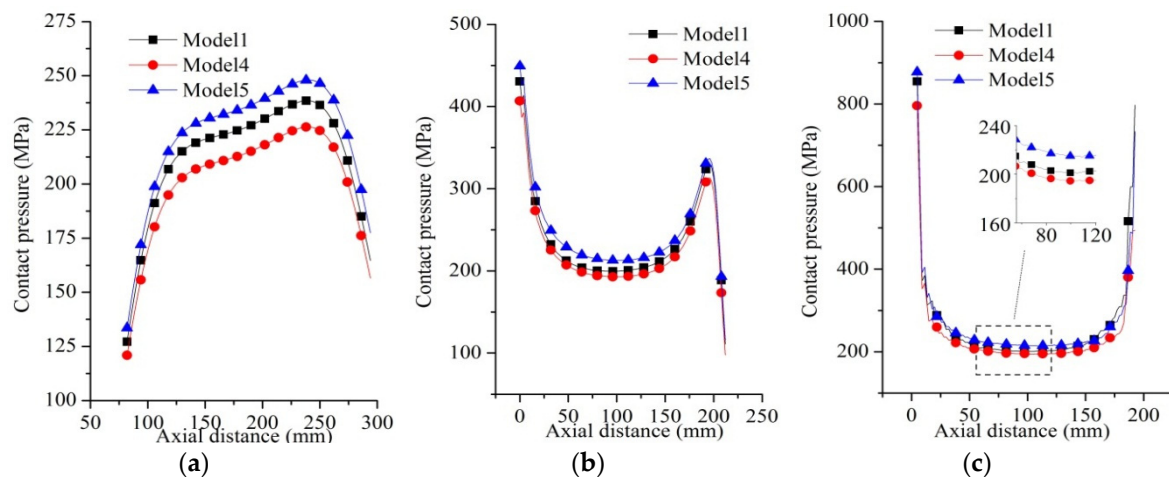 250
225
200
175
150
125
100
Contact pressure (MPa)
Model1
Model4
Model5
275
50
100
150
200
250
300
Axial distance (mm)
(a)
500
400
300
200
100
Contact pressure (MPa)
Model1
Model4
Model5
0
50
100
150
200
250
Axial distance (mm)
(b)
1000
800
600
400
200
0
Contact pressure (MPa)
Model1
Model4
Model5
240
200
160
80
120
0
50
100
150
200
Axial distance (mm)
(c)